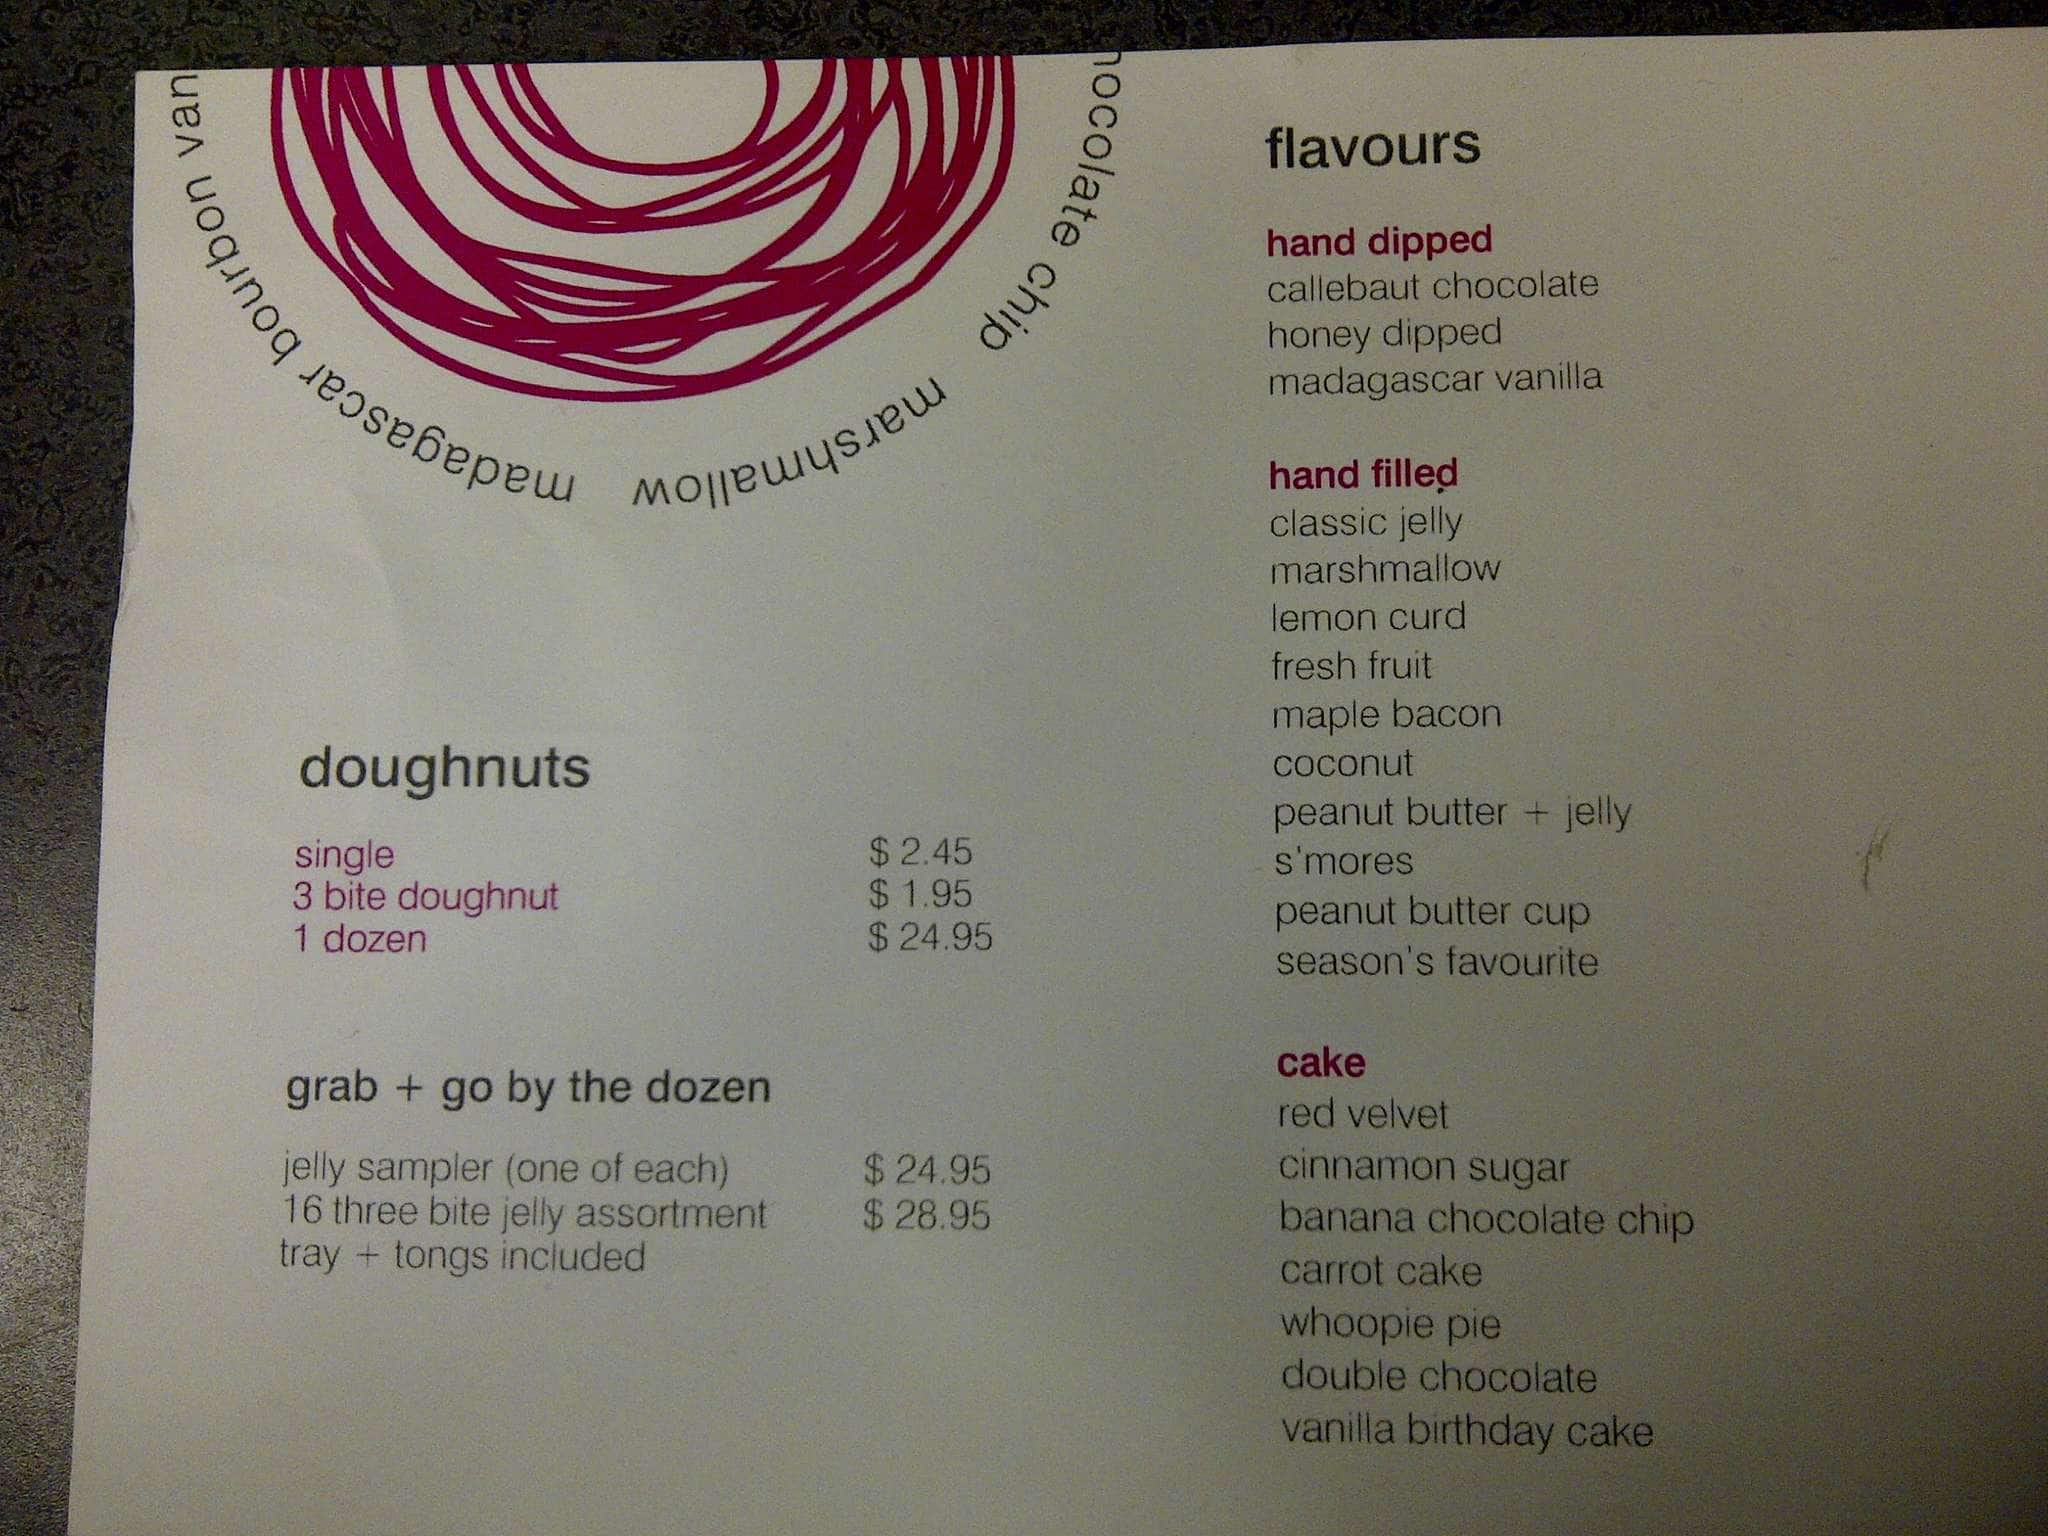 madagascar bourbon
marshmallow
chip
doughnuts
single $ 2.45
3 bite doughnut $ 1.95
1 dozen $ 24.95
grab + go by the dozen
jelly sampler (one of each) $ 24.95
16 three bite jelly assortment $ 28.95
tray + tongs included
flavours
hand dipped
callebaut chocolate
honey dipped
madagascar vanilla
hand filled
classic jelly
marshmallow
lemon curd
fresh fruit
maple bacon
coconut
peanut butter + jelly
s'mores
peanut butter cup
season's favourite
cake
red velvet
cinnamon sugar
banana chocolate chip
carrot cake
whoopie pie
double chocolate
vanilla birthday cake